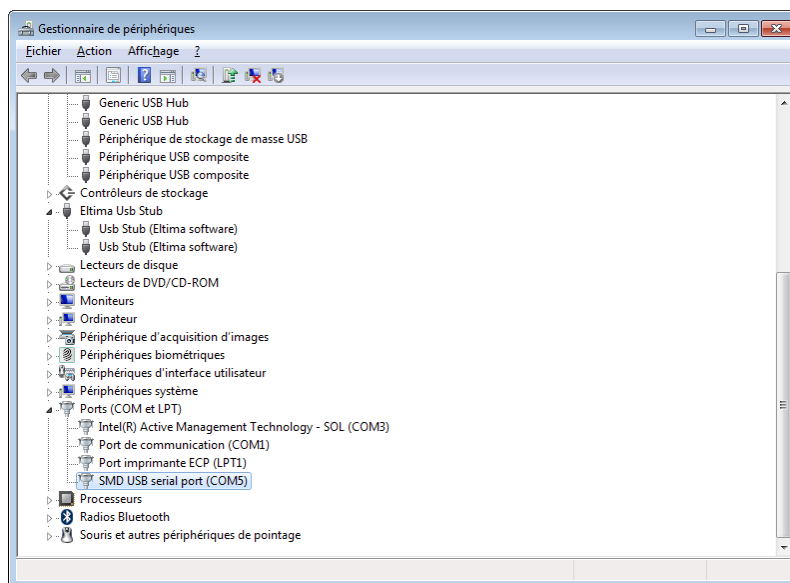 Gestionnaire de périphériques
Fichier Action Affichage ?
Generic USB Hub
Generic USB Hub
Périphérique de stockage de masse USB
Périphérique USB composite
Périphérique USB composite
Contrôleurs de stockage
Eltima Usb Stub
Usb Stub (Eltima software)
Usb Stub (Eltima software)
Lecteurs de disque
Lecteurs de DVD/CD-ROM
Moniteurs
Ordinateur
Périphérique d'acquisition d'images
Périphériques biométriques
Périphériques d'interface utilisateur
Périphériques système
Ports (COM et LPT)
Intel(R) Active Management Technology - SOL (COM3)
Port de communication (COM1)
Port imprimante ECP (LPT1)
SMD USB serial port (COM5)
Processeurs
Radios Bluetooth
Souris et autres périphériques de pointage